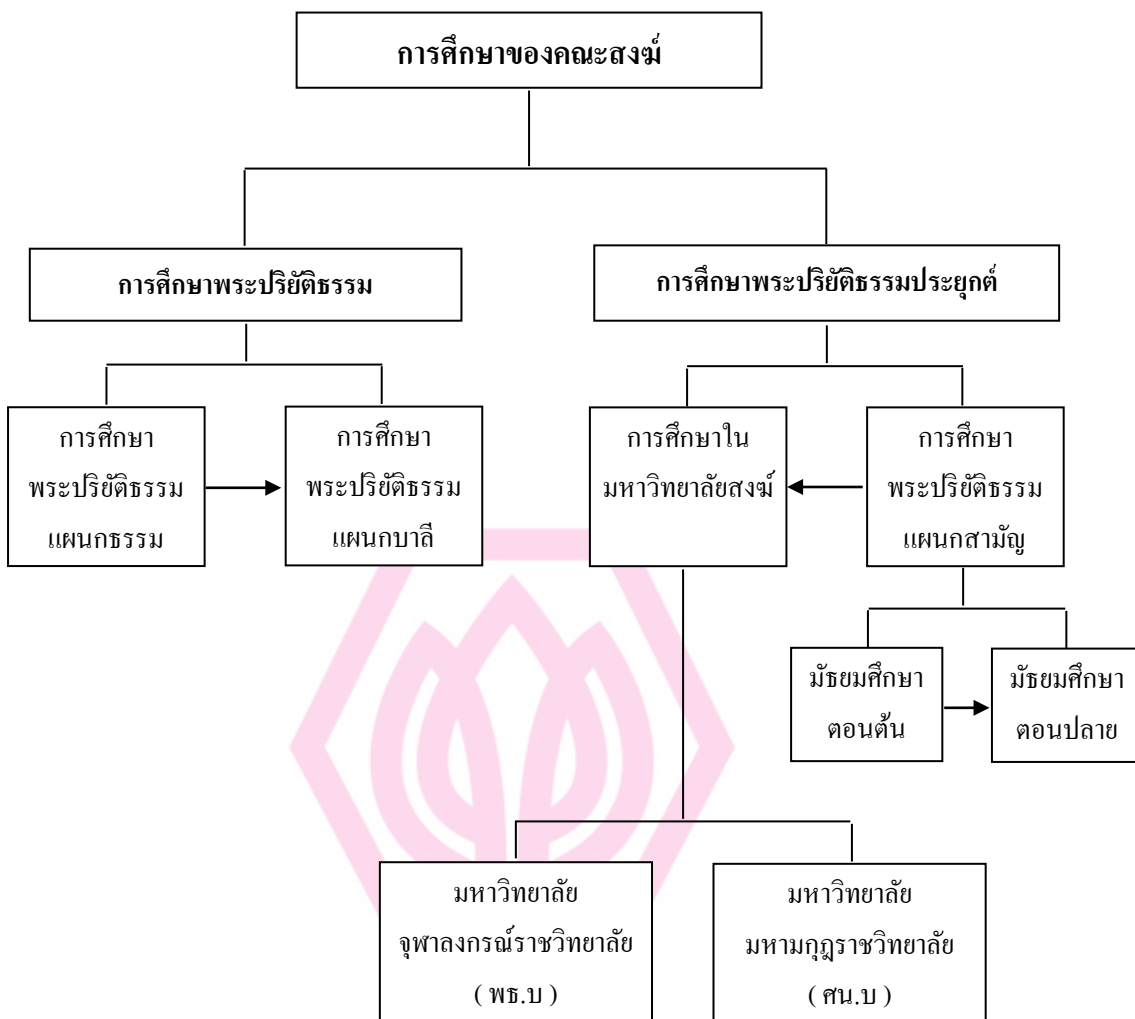 การศึกษาของคณะสงฆ์
การศึกษาพระปริยัติธรรม
การศึกษาพระปริยัติธรรมประยุกต์
การศึกษา
พระปริยัติธรรม
แผนกธรรม
การศึกษา
พระปริยัติธรรม
แผนกบาลี
การศึกษาใน
มหาวิทยาลัยสงฆ์
การศึกษา
พระปริยัติธรรม
แผนกสามัญ
มัธยมศึกษา
ตอนต้น
มัธยมศึกษา
ตอนปลาย
มหาวิทยาลัย
จุฬาลงกรณ์ราชวิทยาลัย
( พธ.บ )
มหาวิทยาลัย
มหามกุฎราชวิทยาลัย
( ศน.บ )